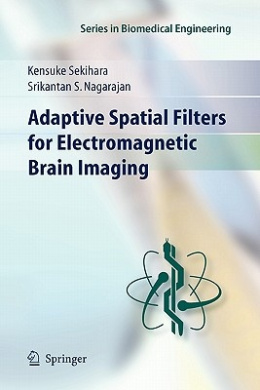 Series in Biomedical Engineering
Kensuke Sekihara
Srikantan S. Nagarajan
Adaptive Spatial Filters
for Electromagnetic
Brain Imaging
Springer